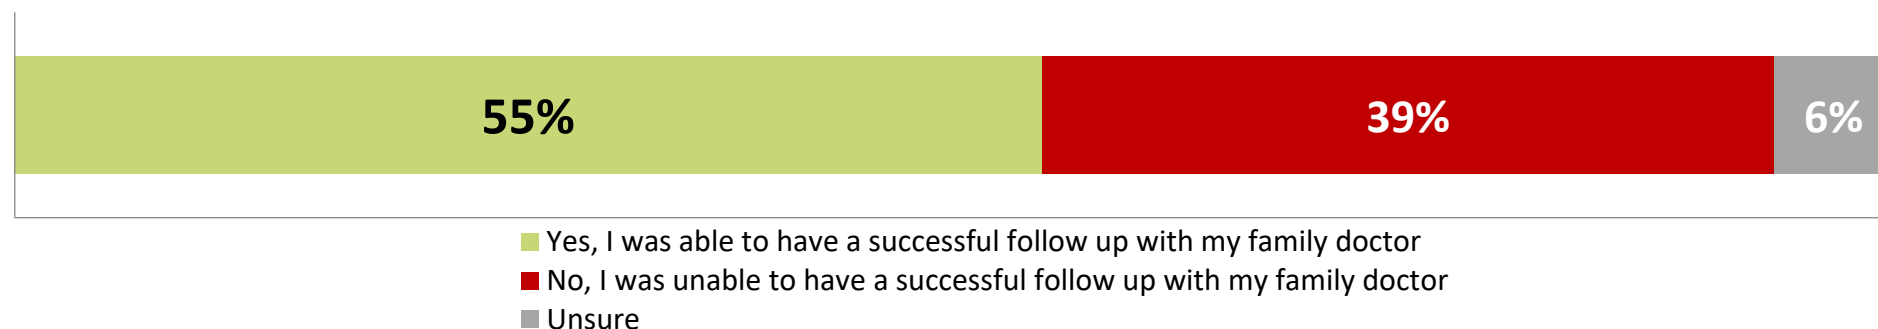 55% 39% 6%
Yes, I was able to have a successful follow up with my family doctor
No, I was unable to have a successful follow up with my family doctor
Unsure